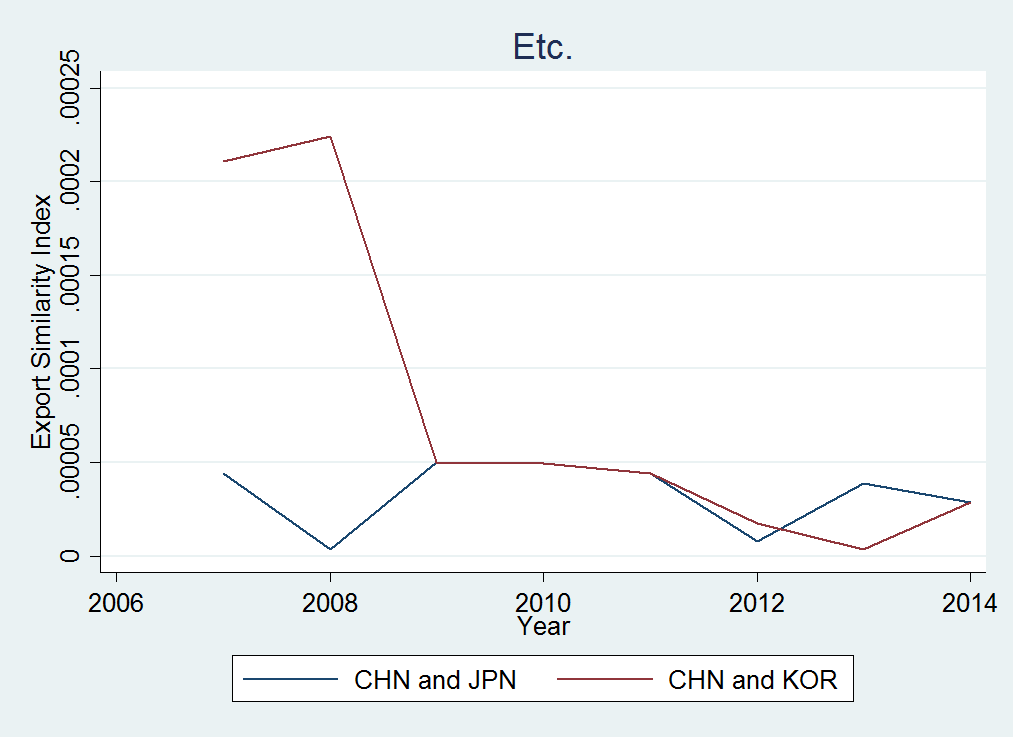 Etc.
Export Similarity Index
.00025
.0002
.00015
.0001
.00005
0
2006 2008 2010 2012 2014
Year
CHN and JPN CHN and KOR